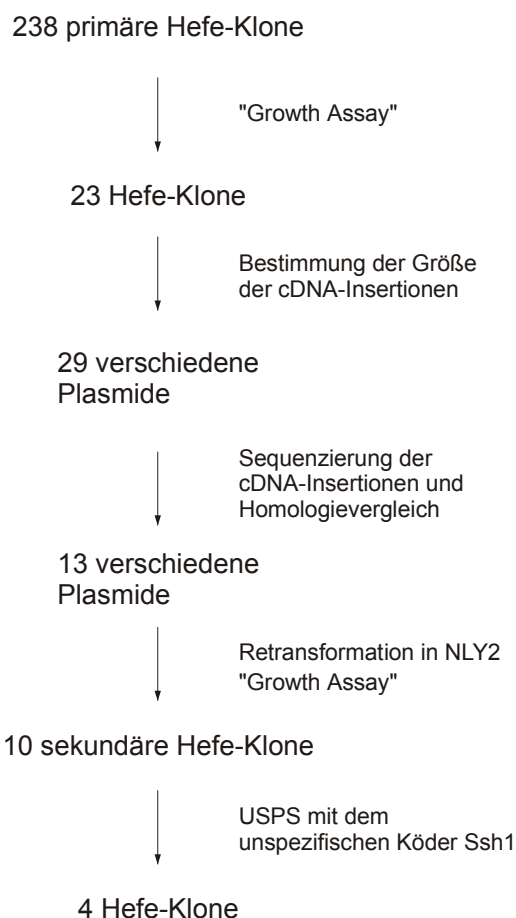 238 primäre Hefe-Klone
"Growth Assay"
23 Hefe-Klone
Bestimmung der Größe
der cDNA-Insertionen
29 verschiedene
Plasmide
Sequenzierung der
cDNA-Insertionen und
Homologievergleich
13 verschiedene
Plasmide
Retransformation in NLY2
"Growth Assay"
10 sekundäre Hefe-Klone
USPS mit dem
unspezifischen Köder Ssh1
4 Hefe-Klone